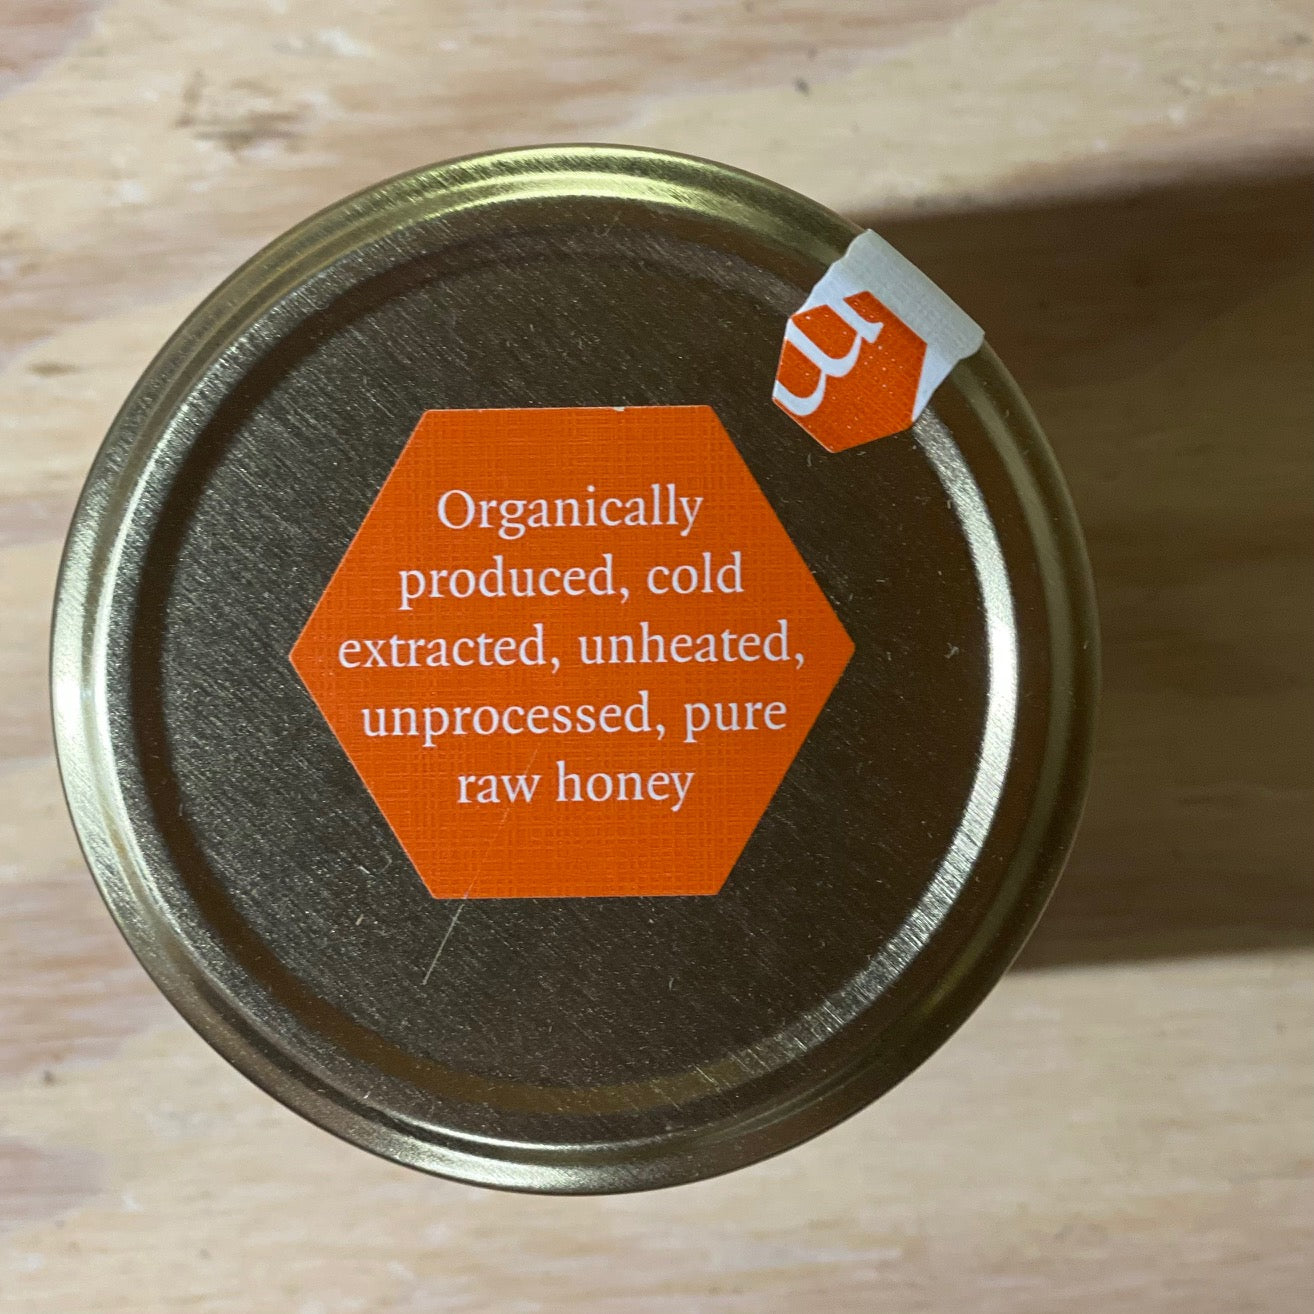 Organically
produced, cold
extracted, unheated,
unprocessed, pure
raw honey